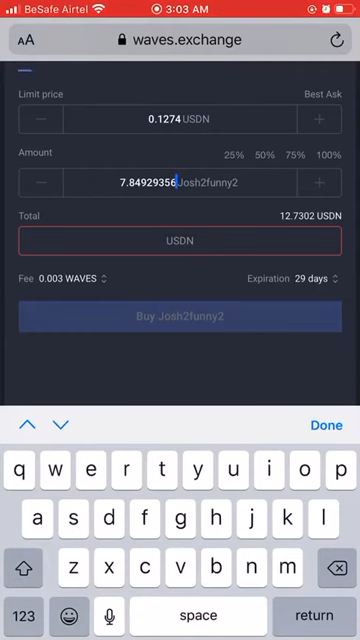 BeSafe Airtel 3:03 AM
AA waves.exchange
Limit price Best Ask
0.1274 USDN
Amount 25% 50% 75% 100%
7.84929356 Josh2funny2
Total 12.7302 USDN
USDN
Fee 0.003 WAVES Expiration 29 days
Buy Josh2funny2
Done
q w e r t y u i o p
a s d f g h j k l
z x c v b n m
123 space return